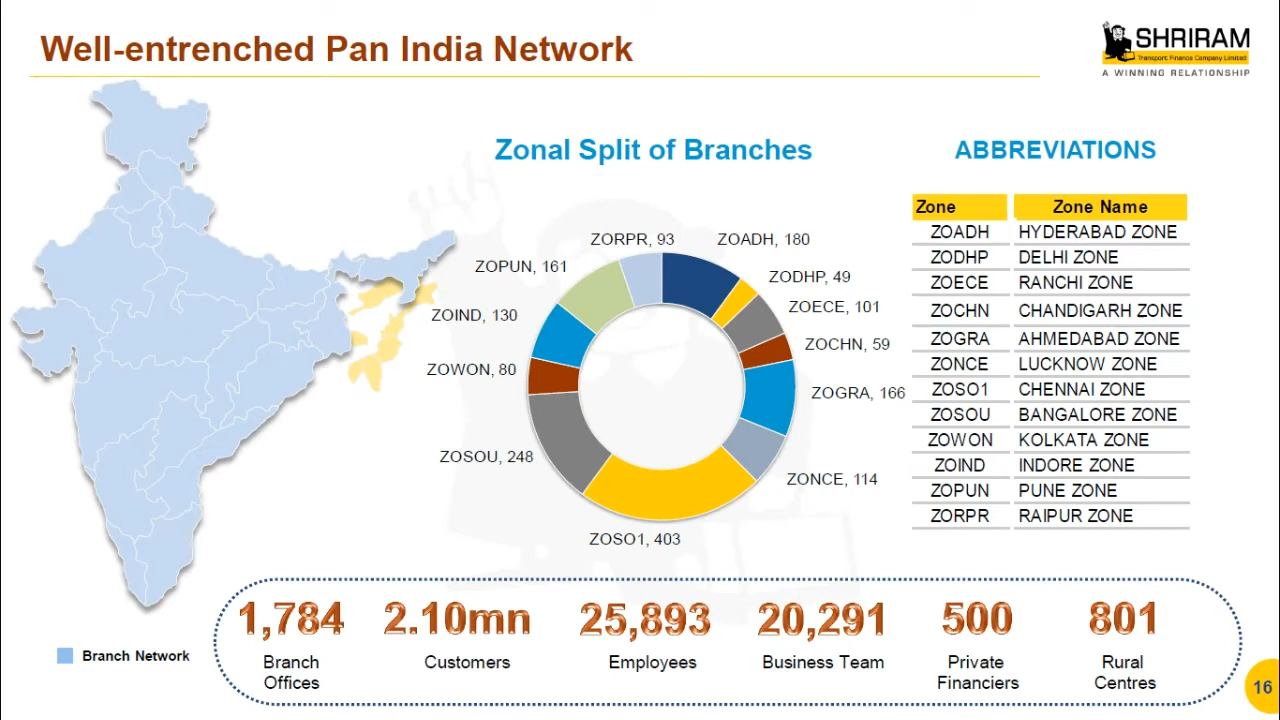 Well-entrenched Pan India Network
SHRIRAM
Transport Finance Company Limited
A WINNING RELATIONSHIP
Zonal Split of Branches
ZORPR, 93
ZOADH, 180
ZOPUN, 161
ZODHP, 49
ZOECE, 101
ZOIND, 130
ZOCHN, 59
ZOWON, 80
ZOGRA, 166
ZOSOU, 248
ZONCE, 114
ZOSO1, 403
ABBREVIATIONS
Zone Zone Name
ZOADH HYDERABAD ZONE
ZODHP DELHI ZONE
ZOECE RANCHI ZONE
ZOCHN CHANDIGARH ZONE
ZOGRA AHMEDABAD ZONE
ZONCE LUCKNOW ZONE
ZOSO1 CHENNAI ZONE
ZOSOU BANGALORE ZONE
ZOWON KOLKATA ZONE
ZOIND INDORE ZONE
ZOPUN PUNE ZONE
ZORPR RAIPUR ZONE
Branch Network
1,784
Branch
Offices
2.10mn
Customers
25,893
Employees
20,291
Business Team
500
Private
Financiers
801
Rural
Centres
16